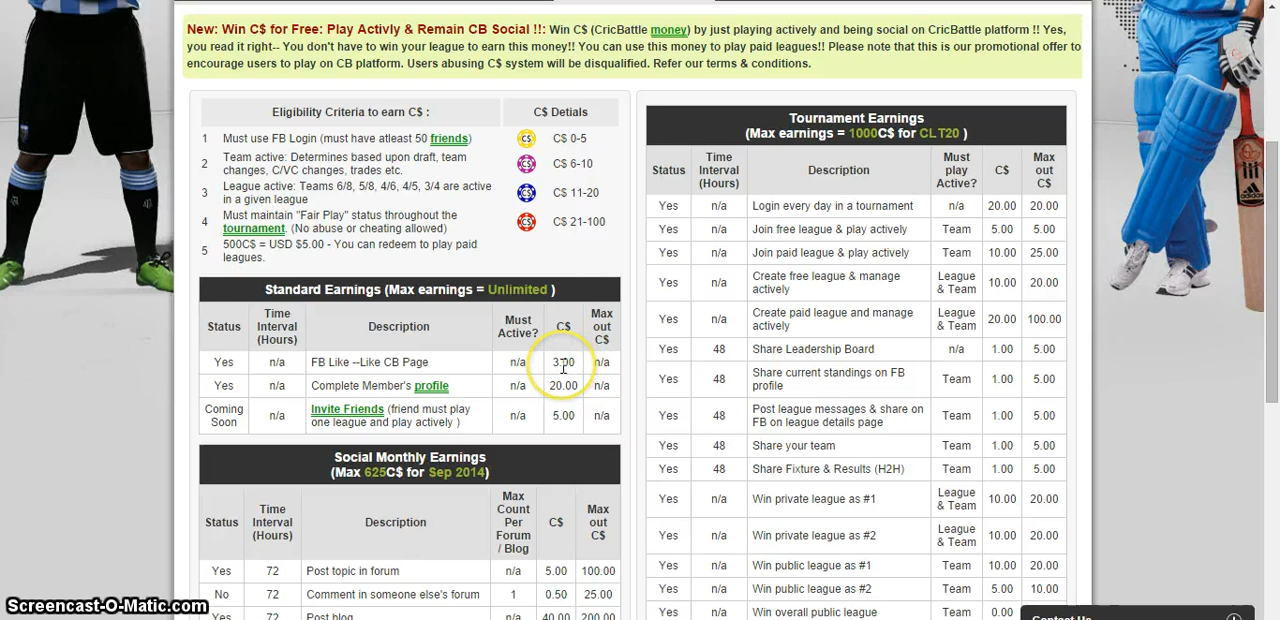 New: Win C$ for Free: Play Activly & Remain CB Social !!: Win C$ (CricBattle money) by just playing actively and being social on CricBattle platform !! Yes,
you read it right-- You don't have to win your league to earn this money!! You can use this money to play paid leagues!! Please note that this is our promotional offer to
encourage users to play on CB platform. Users abusing C$ system will be disqualified. Refer our terms & conditions.
Eligibility Criteria to earn C$ :
C$ Detials
1 Must use FB Login (must have atleast 50 friends)
C$ C$ 0-5
2 Team active: Determines based upon draft, team
changes, C/VC changes, trades etc.
C$ C$ 6-10
3 League active: Teams 6/8, 5/8, 4/6, 4/5, 3/4 are active
in a given league
C$ C$ 11-20
4 Must maintain "Fair Play" status throughout the
tournament. (No abuse or cheating allowed)
C$ C$ 21-100
5 500C$ = USD $5.00 - You can redeem to play paid
leagues.
Standard Earnings (Max earnings = Unlimited )
Status Time Interval (Hours) Description Must Active? C$ Max out C$
Yes n/a FB Like --Like CB Page n/a 3.00 n/a
Yes n/a Complete Member's profile n/a 20.00 n/a
Coming Soon n/a Invite Friends (friend must play
one league and play actively ) n/a 5.00 n/a
Social Monthly Earnings
(Max 625C$ for Sep 2014)
Status Time Interval (Hours) Description Max Count Per Forum / Blog C$ Max out C$
Yes 72 Post topic in forum n/a 5.00 100.00
No 72 Comment in someone else's forum 1 0.50 25.00
Yes 72 Post blog n/a 40.00 200.00
Tournament Earnings
(Max earnings = 1000C$ for CLT20 )
Status Time Interval (Hours) Description Must play Active? C$ Max out C$
Yes n/a Login every day in a tournament n/a 20.00 20.00
Yes n/a Join free league & play actively Team 5.00 5.00
Yes n/a Join paid league & play actively Team 10.00 25.00
Yes n/a Create free league & manage
actively League & Team 10.00 20.00
Yes n/a Create paid league and manage
actively League & Team 20.00 100.00
Yes 48 Share Leadership Board n/a 1.00 5.00
Yes 48 Share current standings on FB
profile Team 1.00 5.00
Yes 48 Post league messages & share on
FB on league details page Team 1.00 5.00
Yes 48 Share your team Team 1.00 5.00
Yes 48 Share Fixture & Results (H2H) Team 1.00 5.00
Yes n/a Win private league as #1 League & Team 10.00 20.00
Yes n/a Win private league as #2 League & Team 10.00 20.00
Yes n/a Win public league as #1 Team 10.00 20.00
Yes n/a Win public league as #2 Team 5.00 10.00
Yes n/a Win overall public league Team 0.00
Contact Us
Screencast-O-Matic.com
adidas